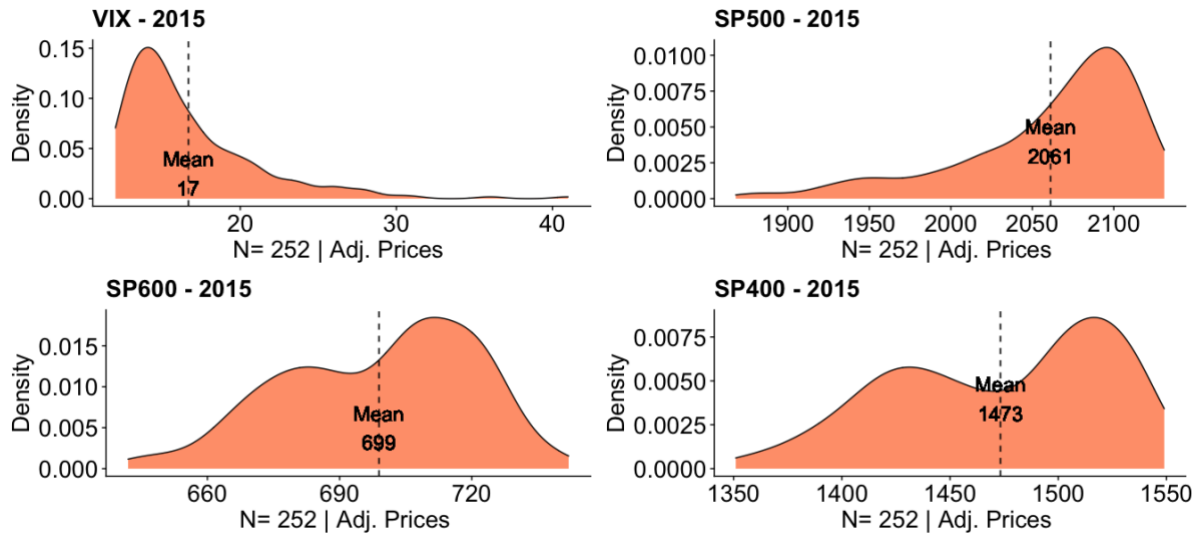 VIX - 2015
0.15
0.10
0.05
0.00
Density
Mean
17
20
30
40
N= 252 | Adj. Prices
SP500 - 2015
0.0100
0.0075
0.0050
0.0025
0.0000
Density
Mean
2061
1900
1950
2000
2050
2100
N= 252 | Adj. Prices
SP600 - 2015
0.015
0.010
0.005
0.000
Density
Mean
699
660
690
720
N= 252 | Adj. Prices
SP400 - 2015
0.0075
0.0050
0.0025
0.0000
Density
Mean
1473
1350
1400
1450
1500
1550
N= 252 | Adj. Prices